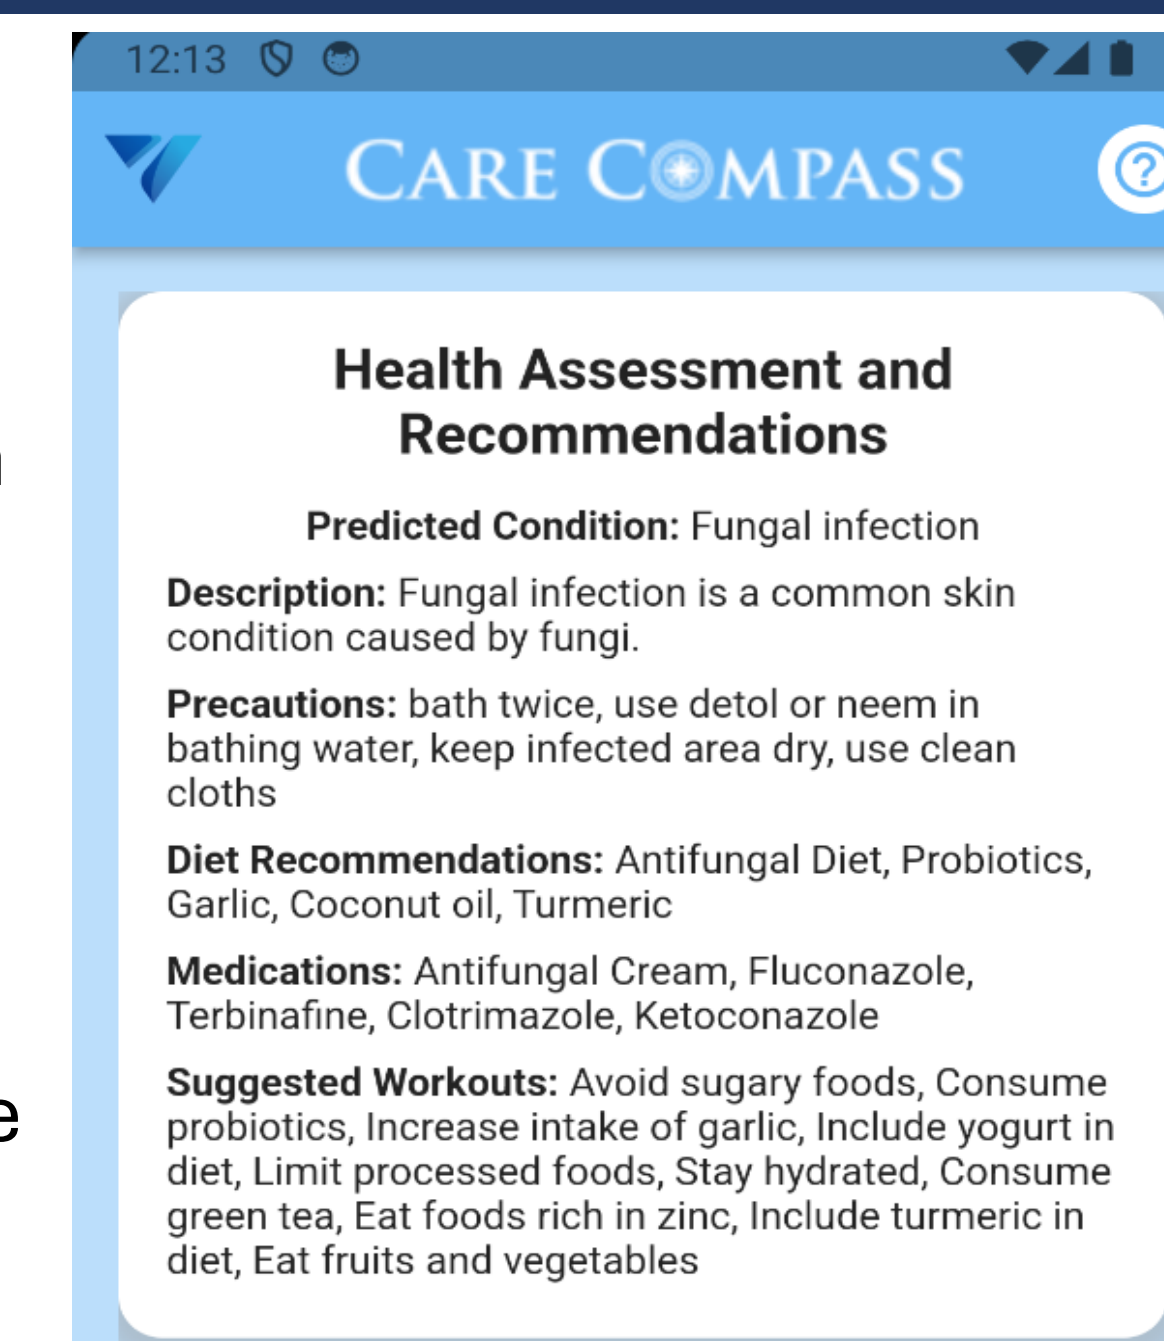 12:13
CARE COMPASS
Health Assessment and
Recommendations
Predicted Condition: Fungal infection
Description: Fungal infection is a common skin
condition caused by fungi.
Precautions: bath twice, use detol or neem in
bathing water, keep infected area dry, use clean
cloths
Diet Recommendations: Antifungal Diet, Probiotics,
Garlic, Coconut oil, Turmeric
Medications: Antifungal Cream, Fluconazole,
Terbinafine, Clotrimazole, Ketoconazole
Suggested Workouts: Avoid sugary foods, Consume
probiotics, Increase intake of garlic, Include yogurt in
diet, Limit processed foods, Stay hydrated, Consume
green tea, Eat foods rich in zinc, Include turmeric in
diet, Eat fruits and vegetables